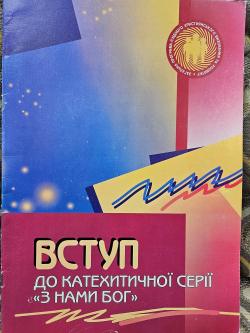 ВСТУП
ДО КАТЕХИТИЧНОЇ СЕРІЇ
«З НАМИ БОГ»